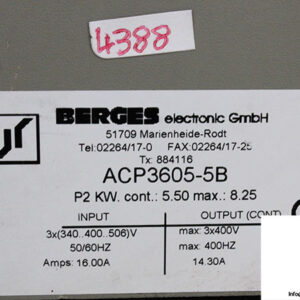 4388
BERGES electronic GmbH
51709 Marienheide-Rodt
Tel:02264/17-0 FAX:02264/17-25
Tx: 884116
ACP3605-5B
P2 KW. cont.: 5.50 max.: 8.25
INPUT OUTPUT (CONT)
3x(340..400..506)V max: 3x400V
50/60HZ max: 400HZ
Amps: 16.00A 14.30A